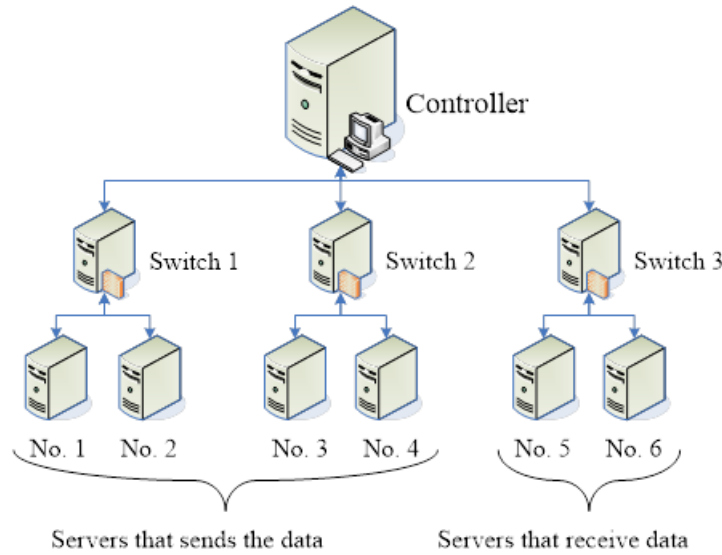 Controller
Switch 1
Switch 2
Switch 3
No. 1
No. 2
No. 3
No. 4
No. 5
No. 6
Servers that sends the data
Servers that receive data